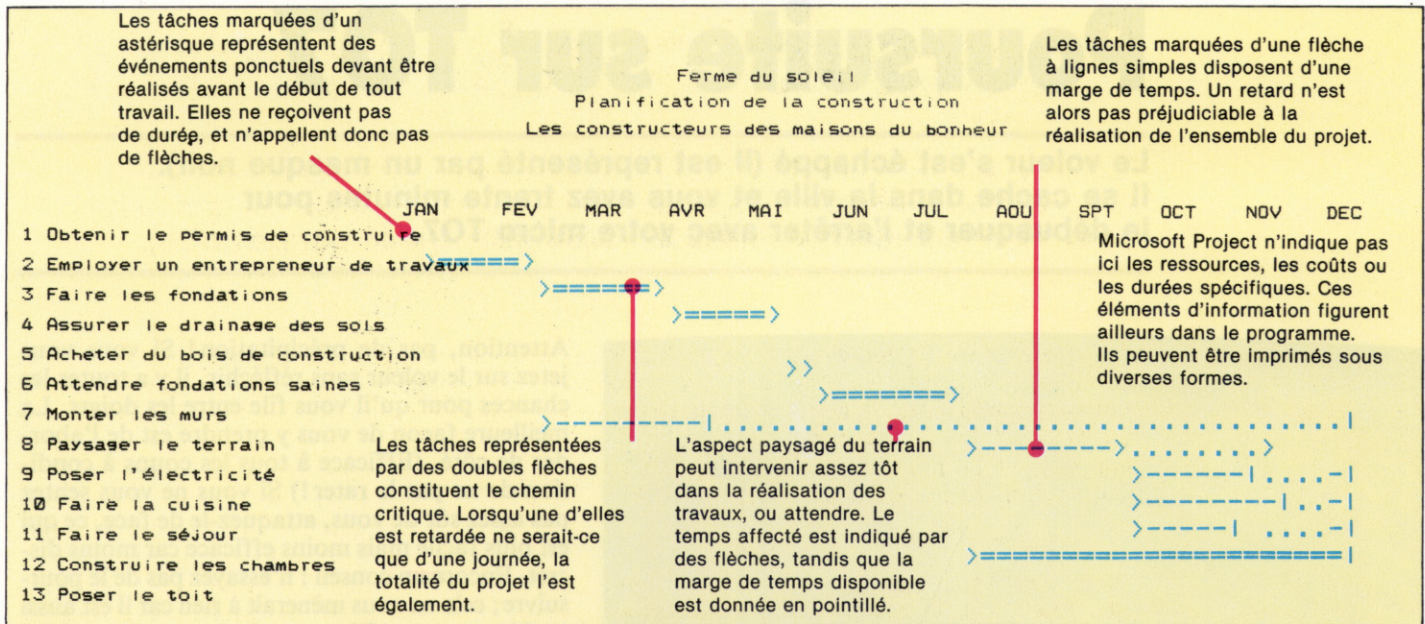 Les tâches marquées d'un
astérisque représentent des
événements ponctuels devant être
réalisés avant le début de tout
travail. Elles ne reçoivent pas
de durée, et n'appellent donc pas
de flèches.
Ferme du soleil
Planification de la construction
Les constructeurs des maisons du bonheur
Les tâches marquées d'une flèche
à lignes simples disposent d'une
marge de temps. Un retard n'est
alors pas préjudiciable à la
réalisation de l'ensemble du projet.
JAN FEV MAR AVR MAI JUN JUL AOU SPT OCT NOV DEC
1 Obtenir le permis de construire
2 Employer un entrepreneur de travaux
3 Faire les fondations
4 Assurer le drainage des sols
5 Acheter du bois de construction
6 Attendre fondations saines
7 Monter les murs
8 Paysager le terrain
9 Poser l'électricité
10 Faire la cuisine
11 Faire le séjour
12 Construire les chambres
13 Poser le toit
Microsoft Project n'indique pas
ici les ressources, les coûts ou
les durées spécifiques. Ces
éléments d'information figurent
ailleurs dans le programme.
Ils peuvent être imprimés sous
diverses formes.
Les tâches représentées
par des doubles flèches
constituent le chemin
critique. Lorsqu'une d'elles
est retardée ne serait-ce
que d'une journée, la
totalité du projet l'est
également.
L'aspect paysagé du terrain
peut intervenir assez tôt
dans la réalisation des
travaux, ou attendre. Le
temps affecté est indiqué par
des flèches, tandis que la
marge de temps disponible
est donnée en pointillé.